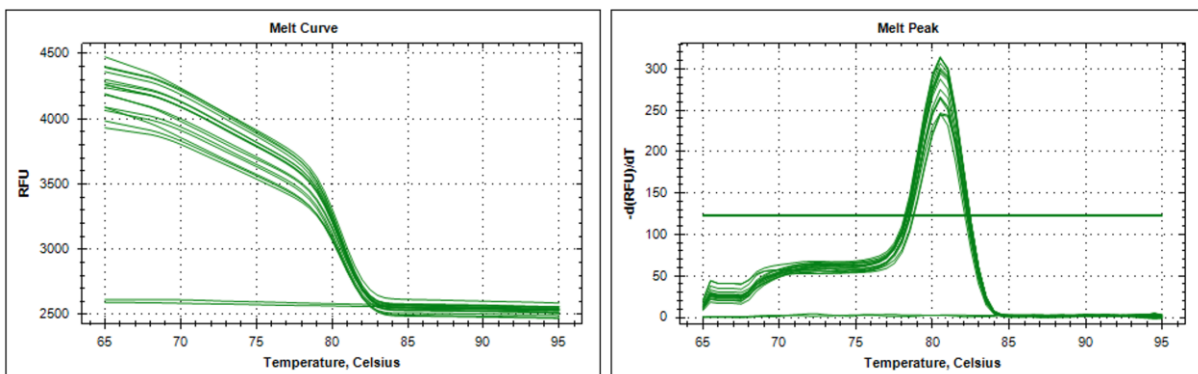 Melt Curve
4500
4000
3500
3000
2500
RFU
65 70 75 80 85 90 95
Temperature, Celsius
Melt Peak
300
250
200
150
100
50
0
-d(RFU)/dT
65 70 75 80 85 90 95
Temperature, Celsius